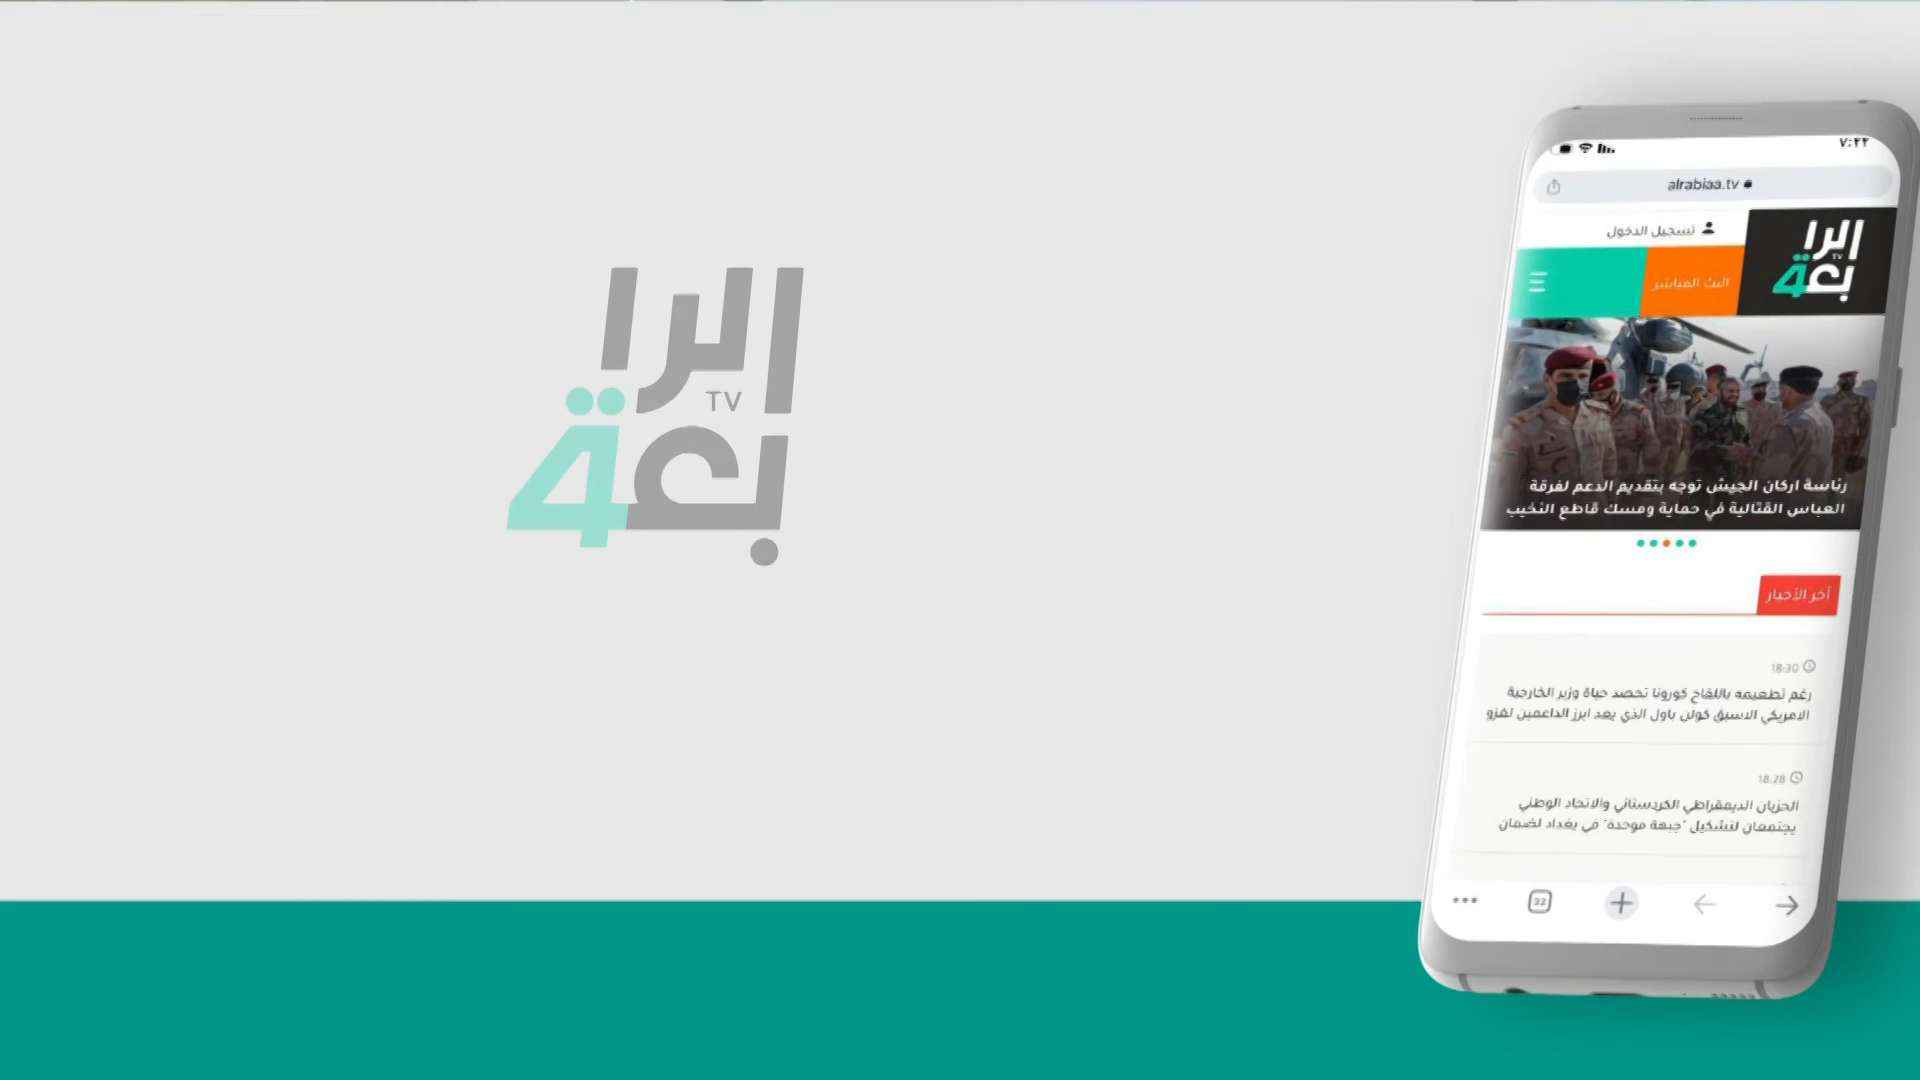 الرا
TV
بعة
٧:٢٢
alrabiaa.tv
تسجيل الدخول
الرا
TV
بعة
البث المباشر
رئاسة اركان الجيش توجه بتقديم الدعم لفرقة
العباس القتالية في حماية ومسك قاطع النخيب
آخر الأخبار
18:30
رغم تطعيمه باللقاح كورونا تحصد حياة وزير الخارجية
الامريكي الاسبق كولن باول الذي يعد ابرز الداعمين لغزو
18:28
الحزبان الديمقراطي الكردستاني والاتحاد الوطني
يجتمعان لتشكيل "جبهة موحدة" في بغداد لضمان
32